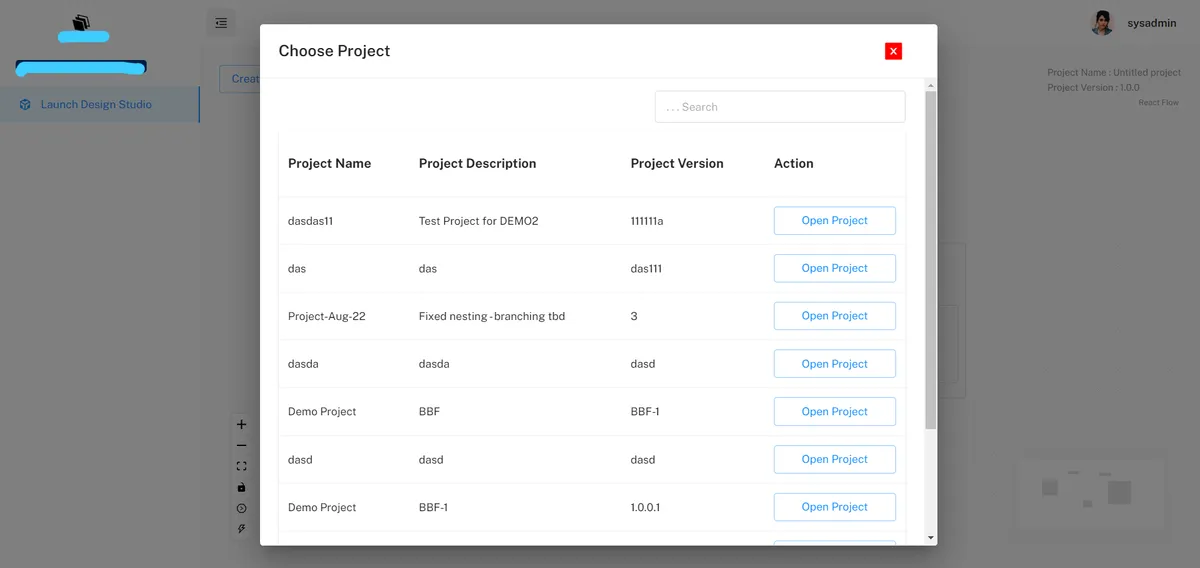 sysadmin
Choose Project
X
Creat
Project Name : Untitled project
Project Version : 1.0.0
React Flow
Launch Design Studio
... Search
Project Name Project Description Project Version Action
dasdas11 Test Project for DEMO2 111111a Open Project
das das das111 Open Project
Project-Aug-22 Fixed nesting - branching tbd 3 Open Project
dasda dasda dasd Open Project
Demo Project BBF BBF-1 Open Project
dasd dasd dasd Open Project
Demo Project BBF-1 1.0.0.1 Open Project